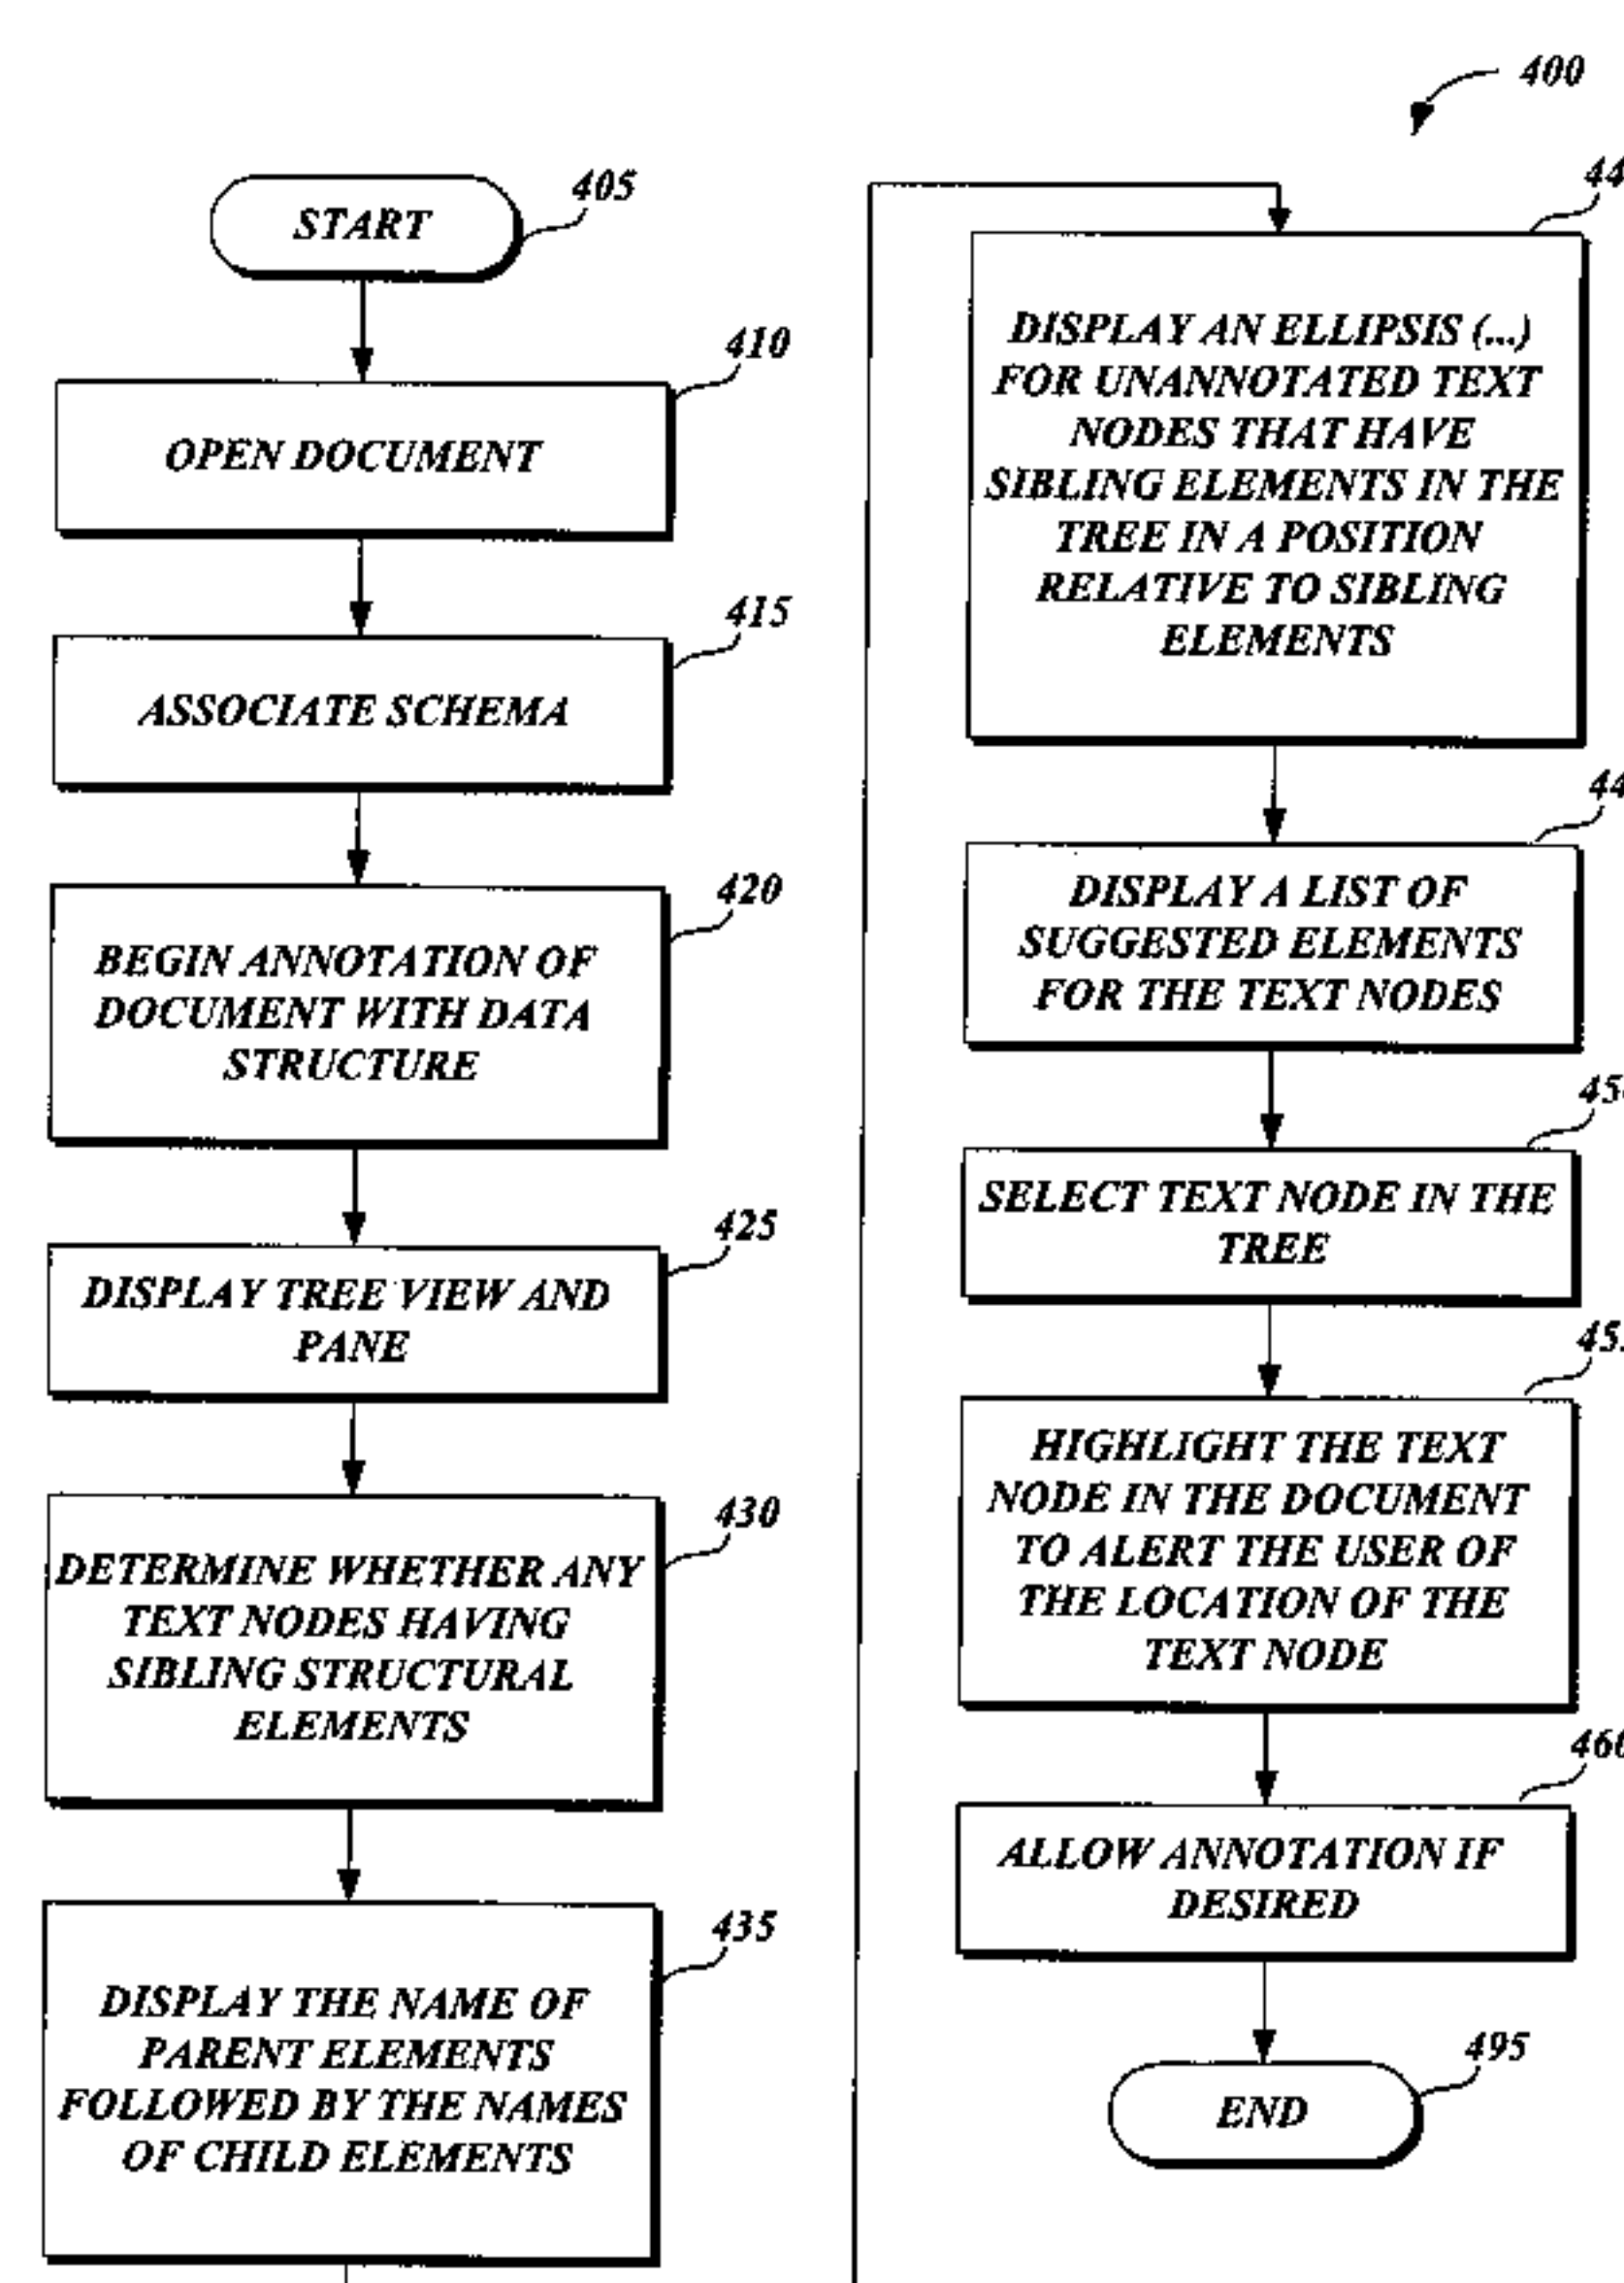 400
START
405
OPEN DOCUMENT
410
ASSOCIATE SCHEMA
415
BEGIN ANNOTATION OF
DOCUMENT WITH DATA
STRUCTURE
420
DISPLAY TREE VIEW AND
PANE
425
DETERMINE WHETHER ANY
TEXT NODES HAVING
SIBLING STRUCTURAL
ELEMENTS
430
DISPLAY THE NAME OF
PARENT ELEMENTS
FOLLOWED BY THE NAMES
OF CHILD ELEMENTS
435
DISPLAY AN ELLIPSIS (...)
FOR UNANNOTATED TEXT
NODES THAT HAVE
SIBLING ELEMENTS IN THE
TREE IN A POSITION
RELATIVE TO SIBLING
ELEMENTS
DISPLAY A LIST OF
SUGGESTED ELEMENTS
FOR THE TEXT NODES
SELECT TEXT NODE IN THE
TREE
HIGHLIGHT THE TEXT
NODE IN THE DOCUMENT
TO ALERT THE USER OF
THE LOCATION OF THE
TEXT NODE
ALLOW ANNOTATION IF
DESIRED
460
END
495